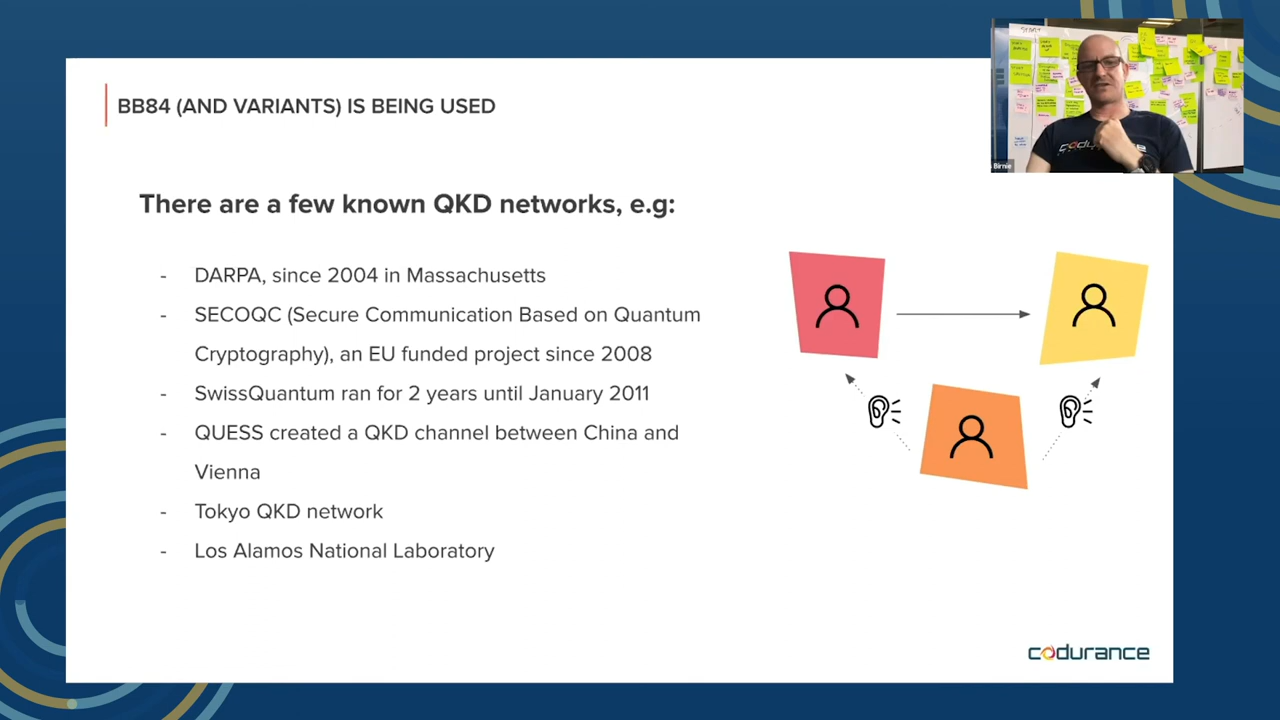 BB84 (AND VARIANTS) IS BEING USED
There are a few known QKD networks, e.g:
- DARPA, since 2004 in Massachusetts
- SECOQC (Secure Communication Based on Quantum
Cryptography), an EU funded project since 2008
- SwissQuantum ran for 2 years until January 2011
- QUESS created a QKD channel between China and
Vienna
- Tokyo QKD network
- Los Alamos National Laboratory
codurance
Birnie
codurance